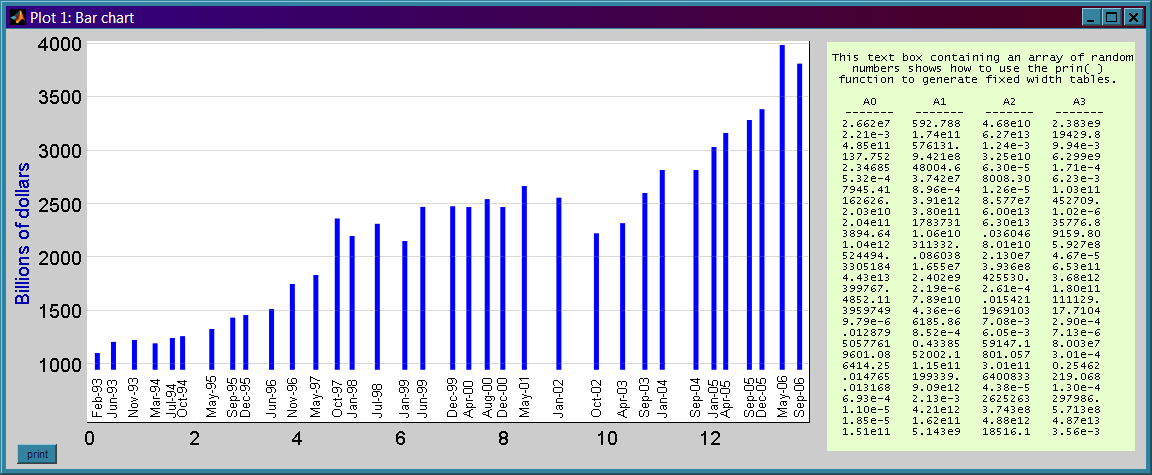 Plot 1: Bar chart
4000
3500
3000
2500
2000
1500
1000
Billions of dollars
Feb-93
Jun-93
Nov-93
Mar-94
Jul-94
Oct-94
May-95
Sep-95
Dec-95
Jun-96
Nov-96
May-97
Oct-97
Jan-98
Jul-98
Jan-99
Jun-99
Dec-99
Apr-00
Aug-00
Dec-00
May-01
Jan-02
Oct-02
Apr-03
Sep-03
Jan-04
Sep-04
Jan-05
Apr-05
Sep-05
Dec-05
May-06
Sep-06
0 2 4 6 8 10 12
print
This text box containing an array of random
numbers shows how to use the prin( )
function to generate fixed width tables.
A0 A1 A2 A3
------- ------- ------- -------
2.662e7 592.788 4.68e10 2.383e9
2.21e-3 1.74e11 6.27e13 19429.8
4.85e11 576131. 1.24e-3 9.94e-3
137.752 9.421e8 3.25e10 6.299e9
2.34685 48004.6 6.30e-5 1.71e-4
5.32e-4 3.742e7 8008.30 6.23e-3
7945.41 8.96e-4 1.26e-5 1.03e11
162626. 3.91e12 8.577e7 452709.
2.03e10 3.80e11 6.00e13 1.02e-6
2.04e11 1783731 6.30e13 35776.8
3894.64 1.06e10 .036046 9159.80
1.04e12 311332. 8.01e10 5.927e8
524494. .086038 2.130e7 4.67e-5
3305184 1.655e7 3.936e8 6.53e11
4.43e13 2.402e9 425530. 3.68e12
399767. 2.19e-6 2.61e-4 1.80e11
4852.11 7.89e10 .015421 111129.
3959749 4.36e-6 1969103 17.7104
9.79e-6 6185.86 7.08e-3 2.90e-4
.012879 8.52e-4 6.05e-3 7.13e-6
5057761 0.43385 59147.1 8.003e7
9601.08 52002.1 801.057 3.01e-4
6414.25 1.15e11 3.01e11 0.25462
.014765 199339. 6400833 219.068
.013168 9.09e12 4.38e-5 1.30e-4
6.93e-4 2.13e-3 2625263 297986.
1.10e-5 4.21e12 3.743e8 5.713e8
1.85e-5 1.62e11 4.88e12 4.87e13
1.51e11 5.143e9 18516.1 3.56e-3